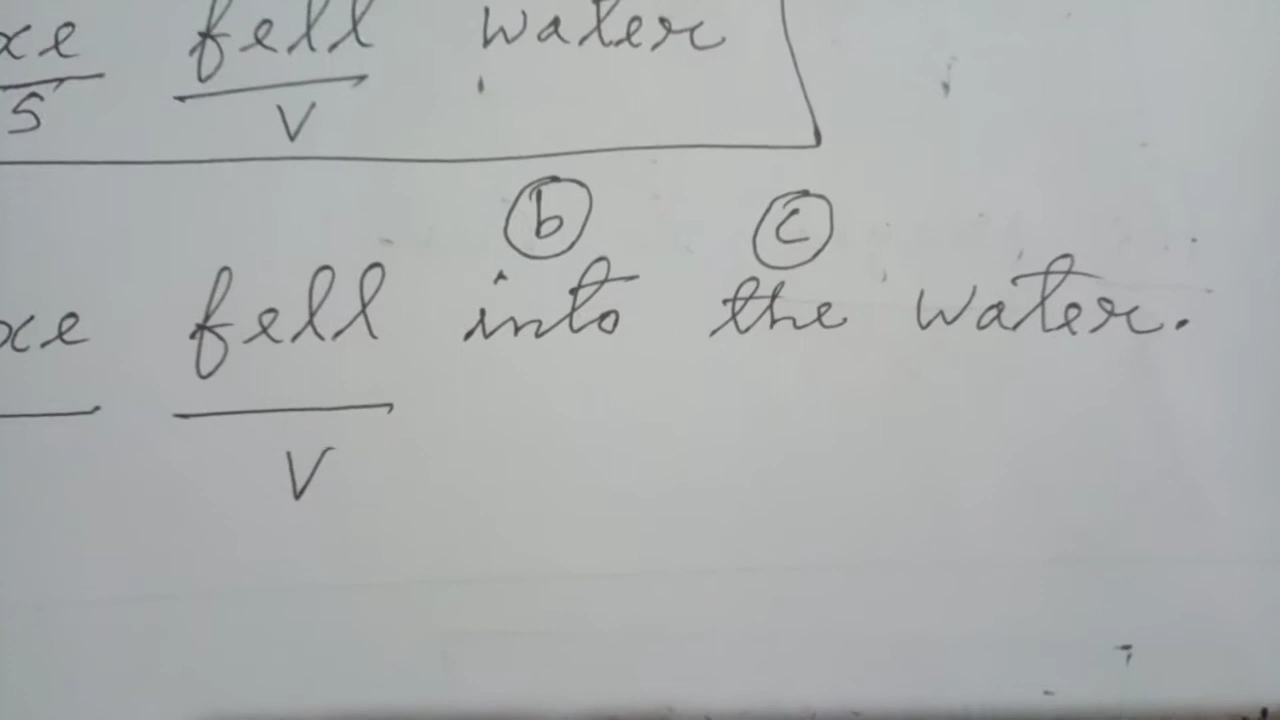 xe fell water
S V
b c
xe fell into the water.
V